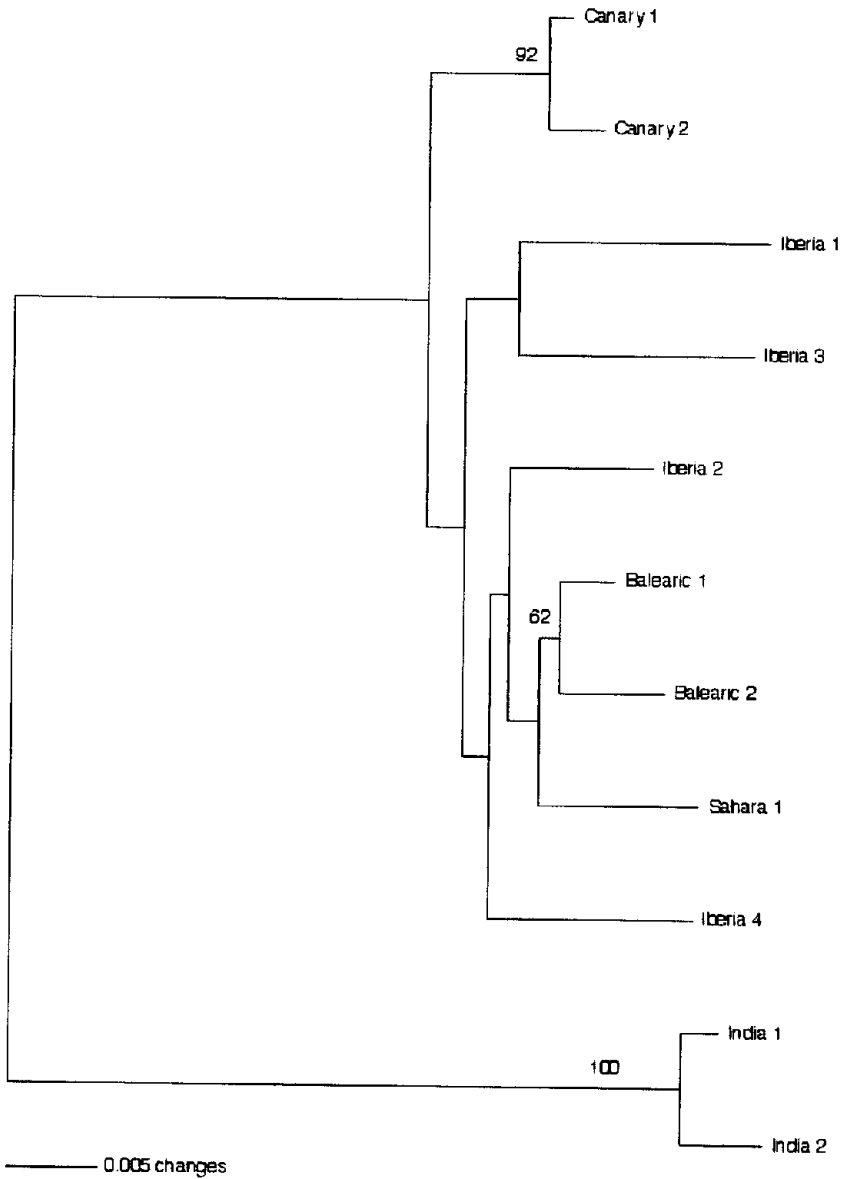 Canary 1
92
Canary 2
Iberia 1
Iberia 3
Iberia 2
Balearic 1
62
Balearic 2
Sahara 1
Iberia 4
India 1
100
India 2
0.005 changes